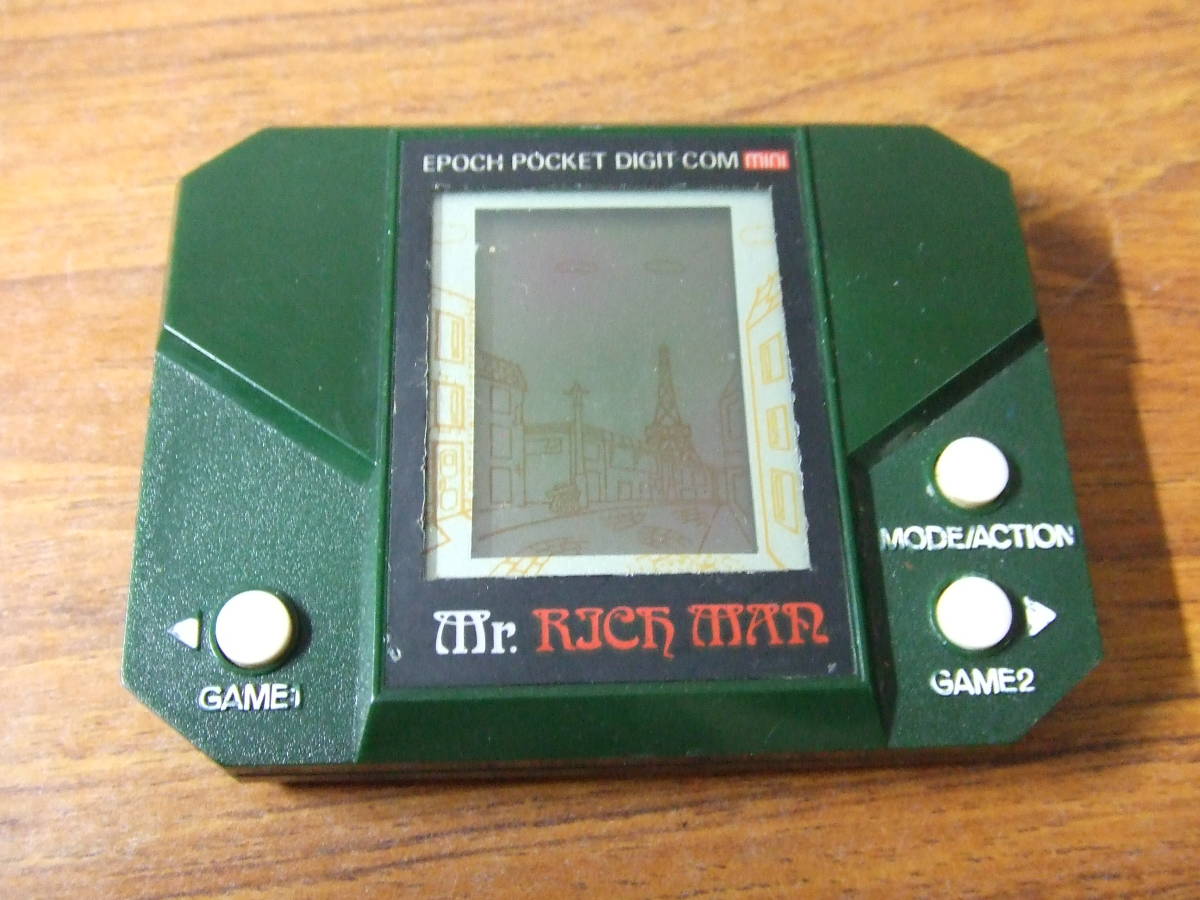 EPOCH POCKET DIGIT-COM mini
Mr. RICH MAN
MODE/ACTION
GAME1
GAME2